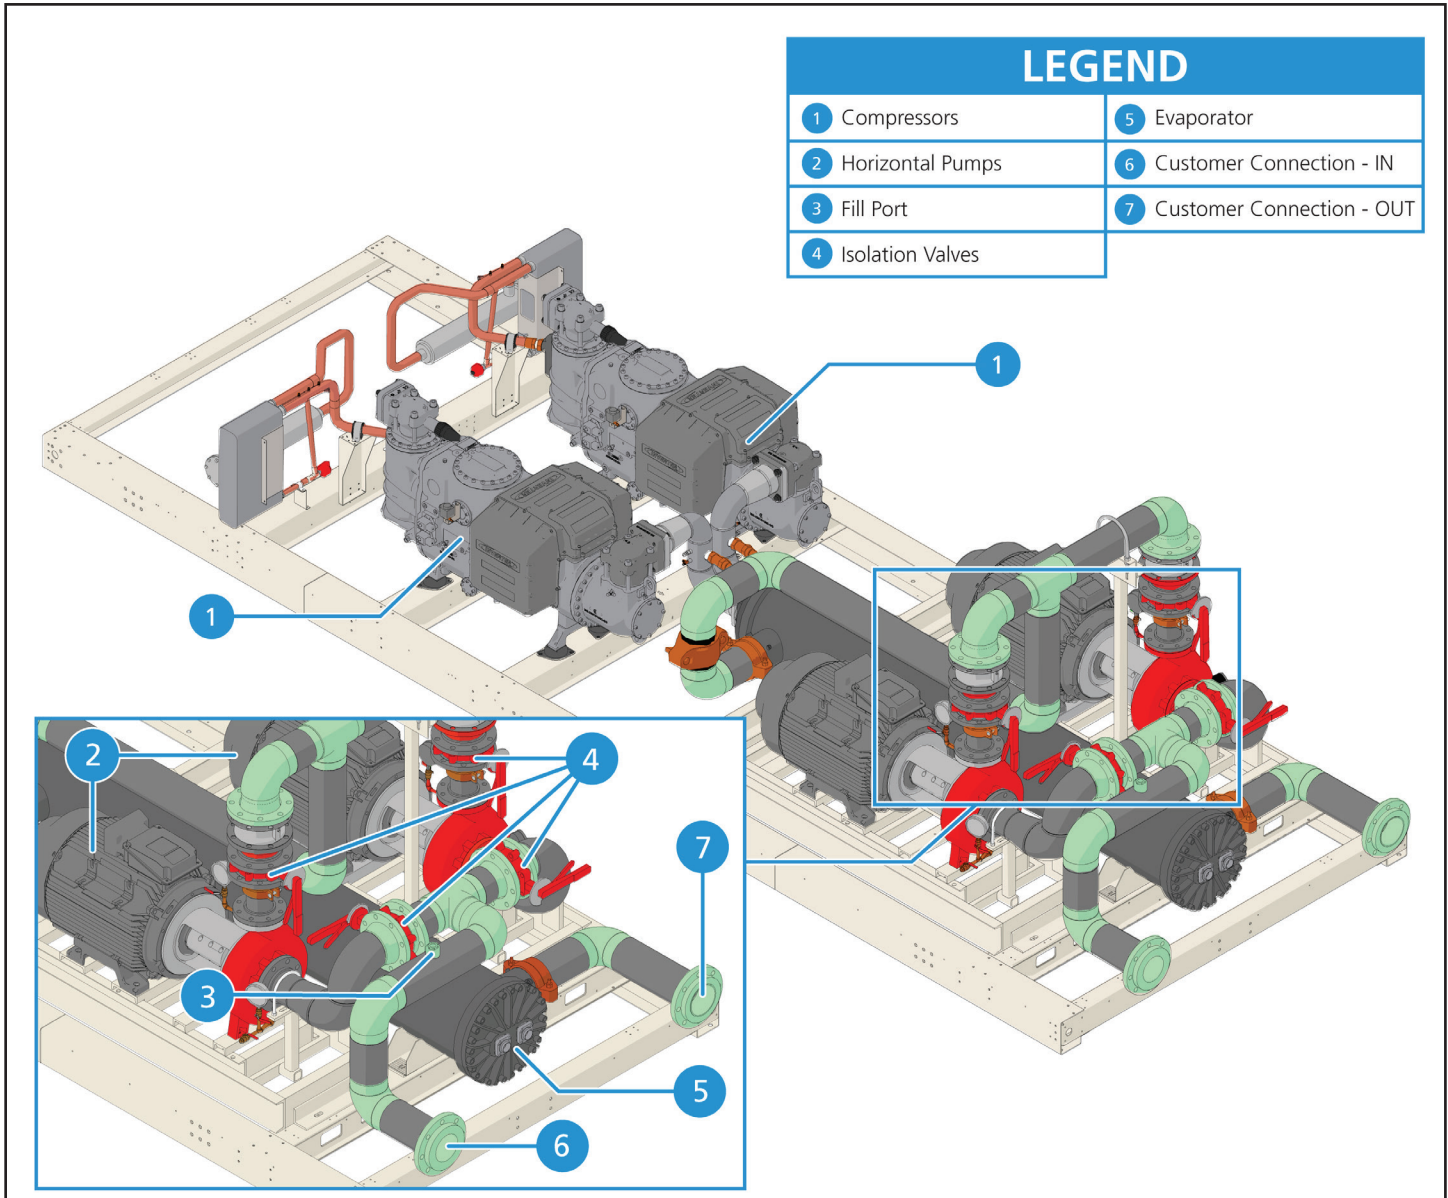 LEGEND
1 Compressors
5 Evaporator
2 Horizontal Pumps
6 Customer Connection - IN
3 Fill Port
7 Customer Connection - OUT
4 Isolation Valves
1
1
2
4
7
3
5
6